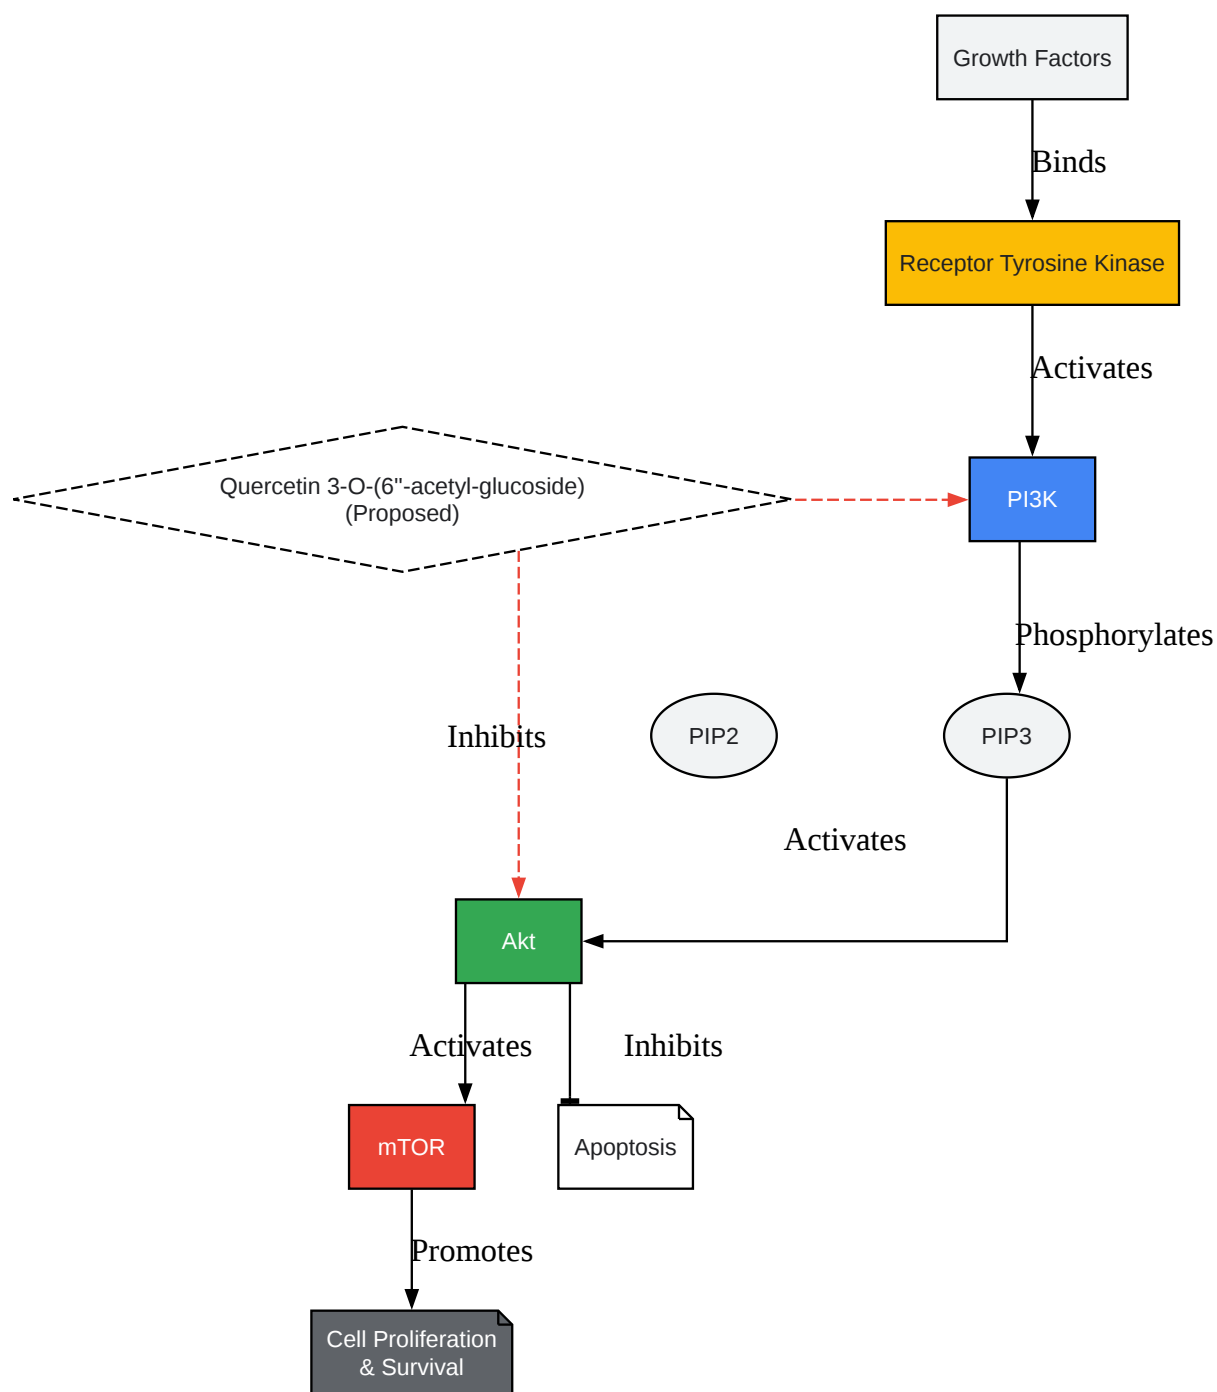 Growth Factors
Binds
Receptor Tyrosine Kinase
Activates
Quercetin 3-O-(6"-acetyl-glucoside)
(Proposed)
PI3K
Phosphorylates
Inhibits
PIP2
PIP3
Activates
Akt
Activates
Inhibits
mTOR
Apoptosis
Promotes
Cell Proliferation
& Survival